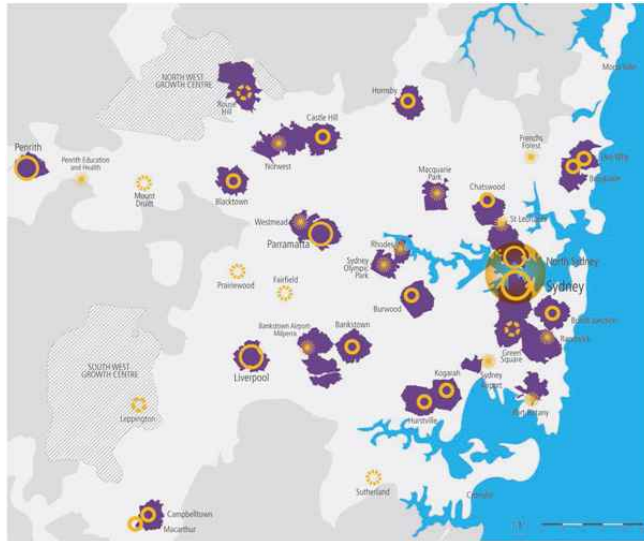 Mona Vale
NORTH WEST
GROWTH CENTRE
Rouse
Hill
Hornsby
Castle Hill
Norwest
Frenchs
Forest
Dee Why
Brookvale
Penrith
Penrith Education
and Health
Mount
Druitt
Blacktown
Macquarie
Park
Chatswood
St Leonards
Westmead
Parramatta
Rhodes
Sydney
Olympic
Park
North Sydney
Sydney
Prairiewood
Fairfield
Burwood
Bondi Junction
Bankstown Airport
Milperra
Bankstown
Randwick
Green
Square
Liverpool
SOUTH WEST
GROWTH CENTRE
Kogarah
Sydney
Airport
Hurstville
Port Botany
Leppington
Sutherland
Cronulla
Campbelltown
Macarthur